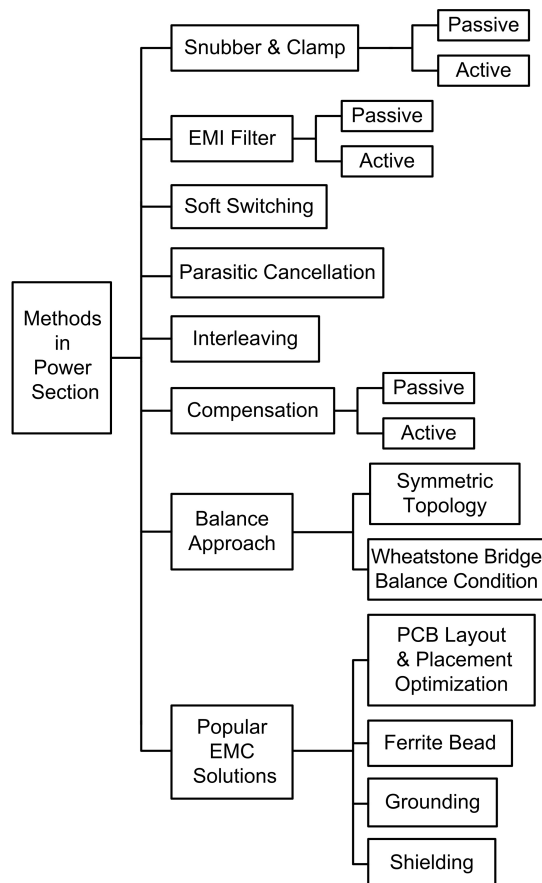 Methods
in
Power
Section
Snubber & Clamp
Passive
Active
EMI Filter
Passive
Active
Soft Switching
Parasitic Cancellation
Interleaving
Compensation
Passive
Active
Balance
Approach
Symmetric
Topology
Wheatstone Bridge
Balance Condition
Popular
EMC
Solutions
PCB Layout
& Placement
Optimization
Ferrite Bead
Grounding
Shielding